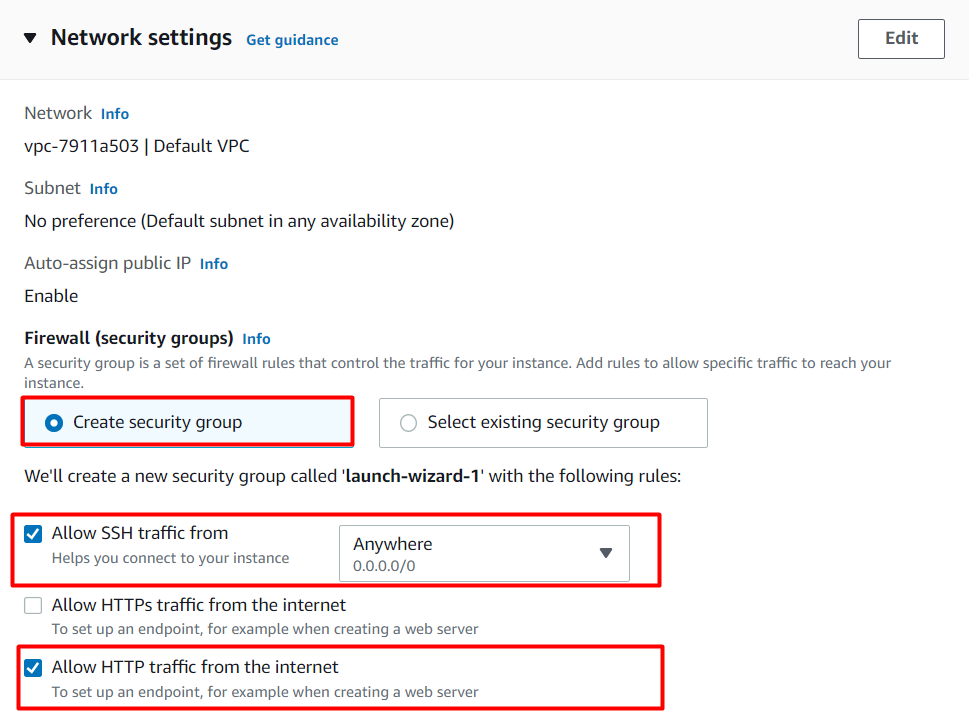 Network settings Get guidance
Edit
Network Info
vpc-7911a503 | Default VPC
Subnet Info
No preference (Default subnet in any availability zone)
Auto-assign public IP Info
Enable
Firewall (security groups) Info
A security group is a set of firewall rules that control the traffic for your instance. Add rules to allow specific traffic to reach your
instance.
Create security group
Select existing security group
We'll create a new security group called 'launch-wizard-1' with the following rules:
Allow SSH traffic from
Helps you connect to your instance
Anywhere
0.0.0.0/0
Allow HTTPs traffic from the internet
To set up an endpoint, for example when creating a web server
Allow HTTP traffic from the internet
To set up an endpoint, for example when creating a web server